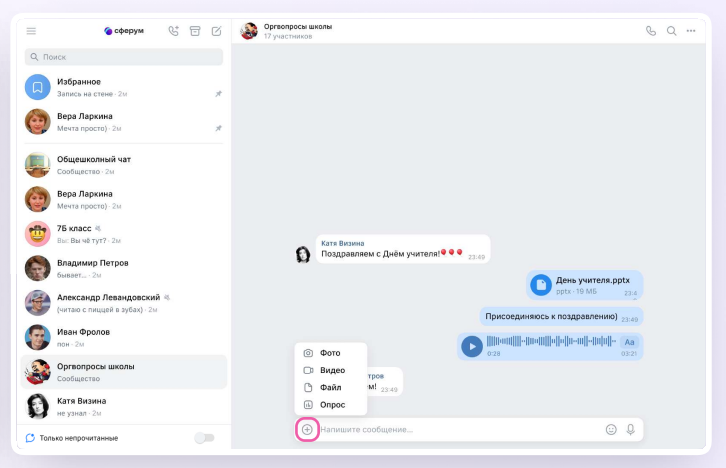 сферум
Поиск
Избранное
Запись на стене · 2м
Вера Ларкина
Мечта просто) · 2м
Общешкольный чат
Сообщество · 2м
Вера Ларкина
Мечта просто) · 2м
7Б класс
Вы: Вы чё тут? · 2м
Владимир Петров
бывает... · 2м
Александр Левандовский
(читаю с пиццей в зубах) · 2м
Иван Фролов
пон · 2м
Оргвопросы школы
Сообщество
Катя Визина
не узнал · 2м
Только непрочитанные
Оргвопросы школы
17 участников
Катя Визина
Поздравляем с Днём учителя! 23:49
День учителя.pptx
pptx · 19 МБ 23:4
Присоединяюсь к поздравлению) 23:49
Aa
0:28 03:21
Фото
Видео
Файл
Опрос
тров
м! 23:49
Напишите сообщение...